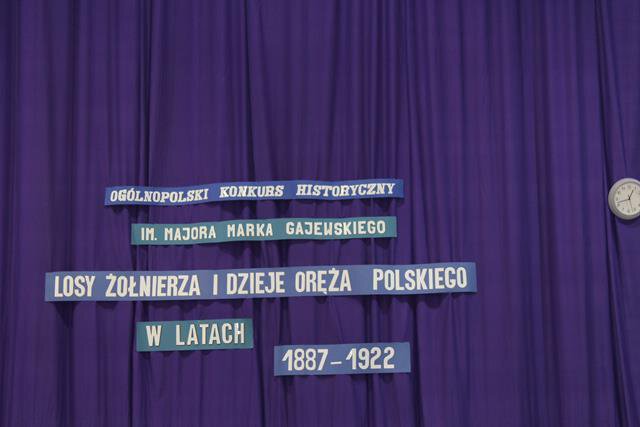 OGÓLNOPOLSKI KONKURS HISTORYCZNY
IM. MAJORA MARKA GAJEWSKIEGO
LOSY ŻOŁNIERZA I DZIEJE ORĘŻA POLSKIEGO
W LATACH
1887-1922